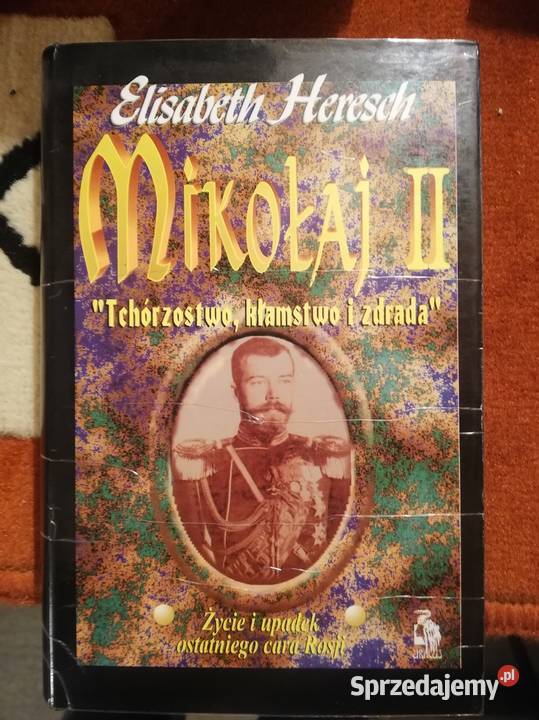 Elisabeth Heresch
Mikołaj II
"Tchórzostwo, kłamstwo i zdrada"
Życie i upadek
ostatniego cara Rosji
Sprzedajemy.pl